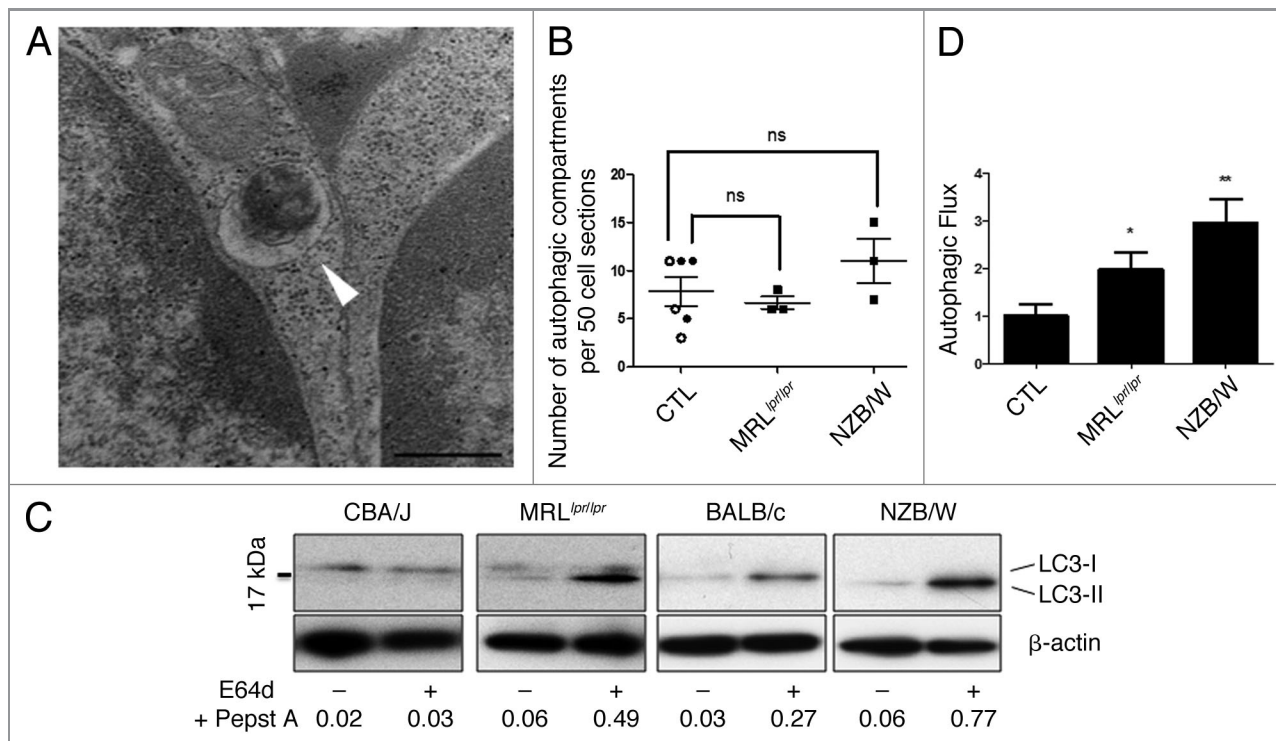 A
B
Number of autophagic compartments
per 50 cell sections
20
15
10
5
0
ns
ns
CTL
MRL lpr/lpr
NZB/W
D
Autophagic Flux
4
3
2
1
0
*
**
CTL
MRL lpr/lpr
NZB/W
C
CBA/J MRL lpr/lpr BALB/c NZB/W
17 kDa
LC3-I
LC3-II
β-actin
E64d − + − + − + − +
+ Pepst A 0.02 0.03 0.06 0.49 0.03 0.27 0.06 0.77